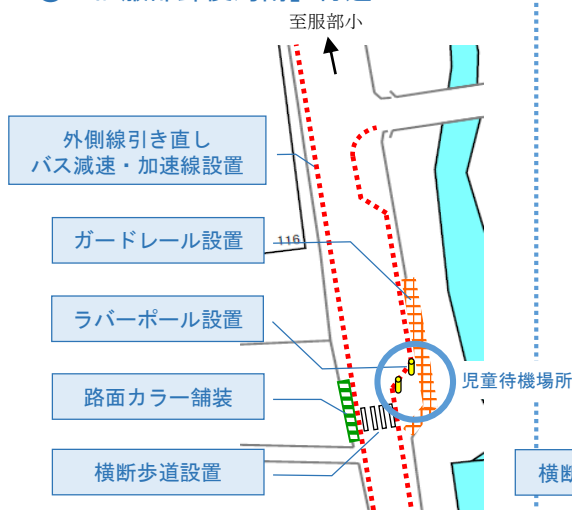 至服部小
外側線引き直し
バス減速・加速線設置
ガードレール設置
116
ラバーポール設置
児童待機場所
路面カラー舗装
横断歩道設置
横断